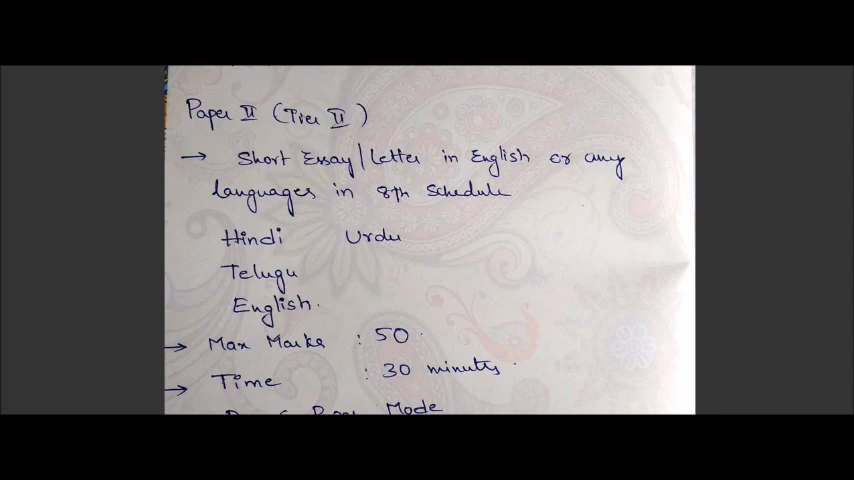 Paper II (Tier II)
→ Short Essay/Letter in English or any
languages in 8th Schedule
Hindi Urdu
Telugu
English.
→ Max Marks : 50
→ Time : 30 minutes
Mode